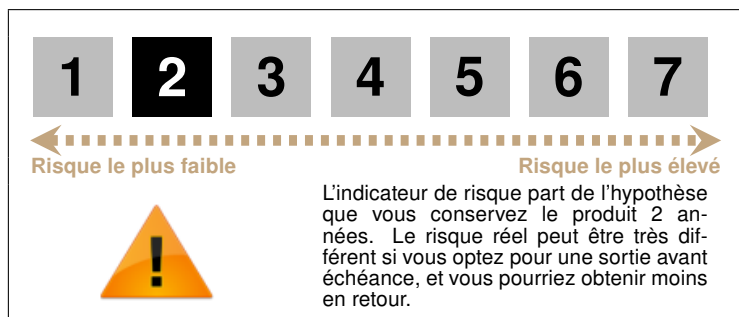 1 2 3 4 5 6 7
Risque le plus faible Risque le plus élevé
L'indicateur de risque part de l'hypothèse
que vous conservez le produit 2 an-
nées. Le risque réel peut être très dif-
férent si vous optez pour une sortie avant
échéance, et vous pourriez obtenir moins
en retour.